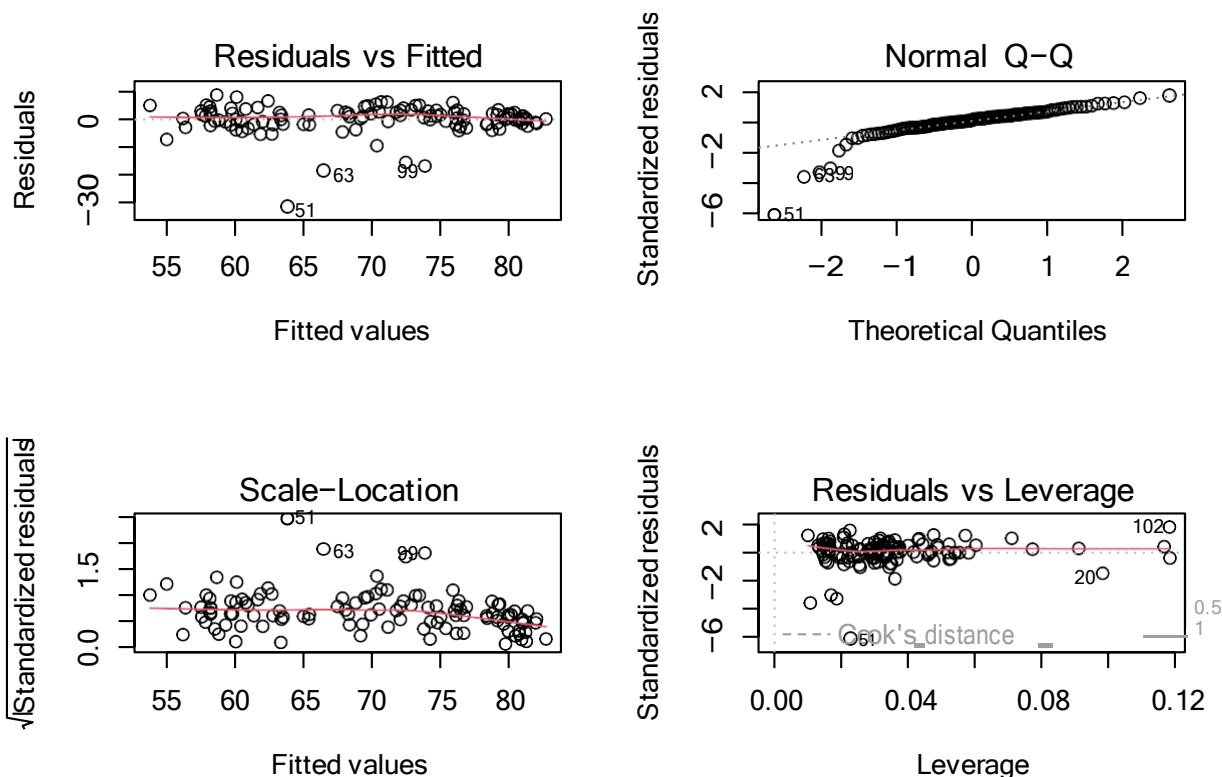 Residuals vs Fitted
Residuals
0
−30
63
99
51
55 60 65 70 75 80
Fitted values
Normal Q−Q
Standardized residuals
2
−2
−6
6399
51
−2 −1 0 1 2
Theoretical Quantiles
Scale−Location
√|Standardized residuals|
1.5
0.0
51
63
99
55 60 65 70 75 80
Fitted values
Residuals vs Leverage
Standardized residuals
2
−2
−6
102
20
51
Cook's distance
0.5
1
0.00 0.04 0.08 0.12
Leverage